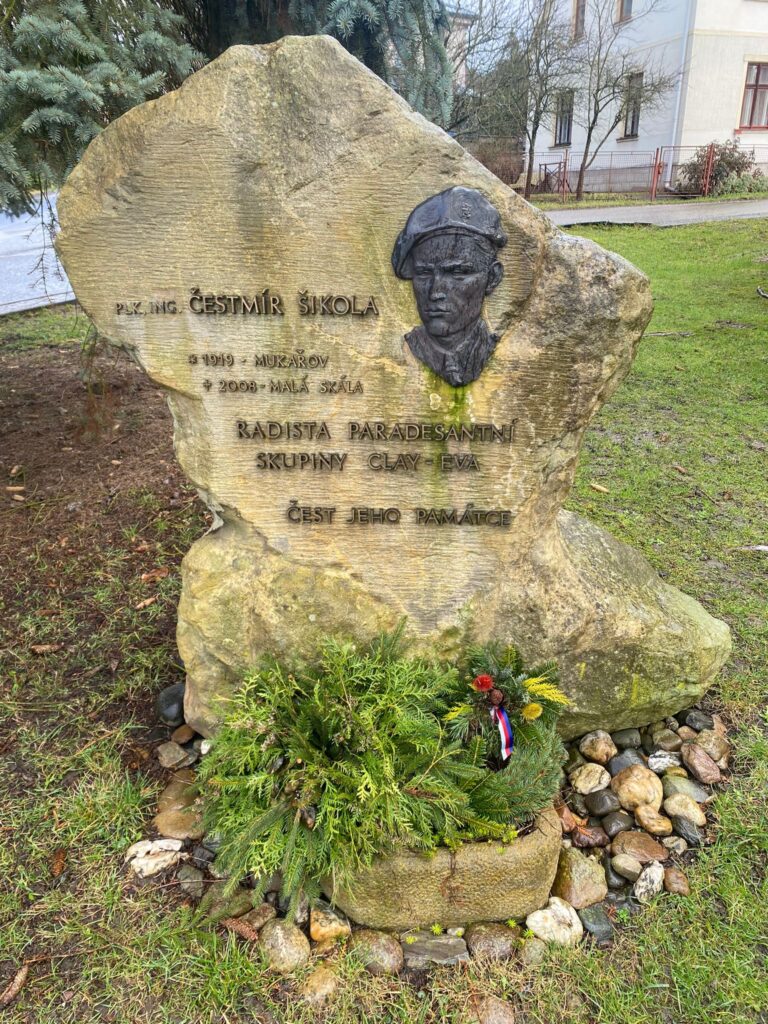 PLK. ING. ČESTMÍR ŠIKOLA
* 1919 - MUKAŘOV
+ 2008 - MALÁ SKÁLA
RADISTA PARADESANTNÍ
SKUPINY CLAY - EVA
ČEST JEHO PAMÁTCE